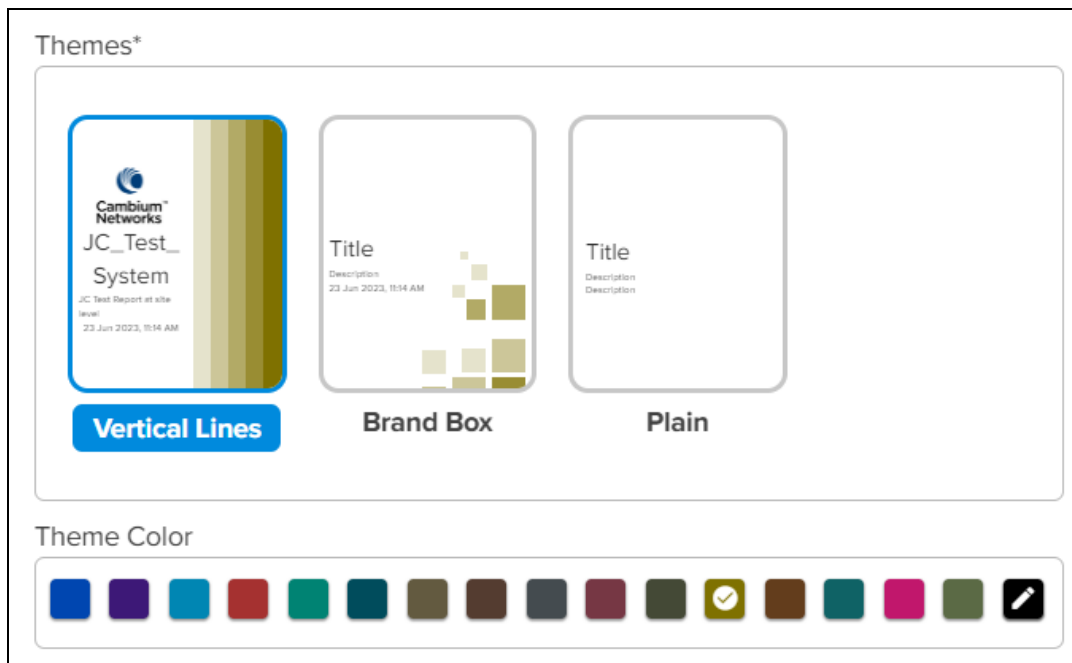 Themes*
Cambium™
Networks
JC_Test_
System
JC Test Report at site
level
23 Jun 2023, 11:14 AM
Vertical Lines
Title
Description
23 Jun 2023, 11:14 AM
Brand Box
Title
Description
Description
Plain
Theme Color